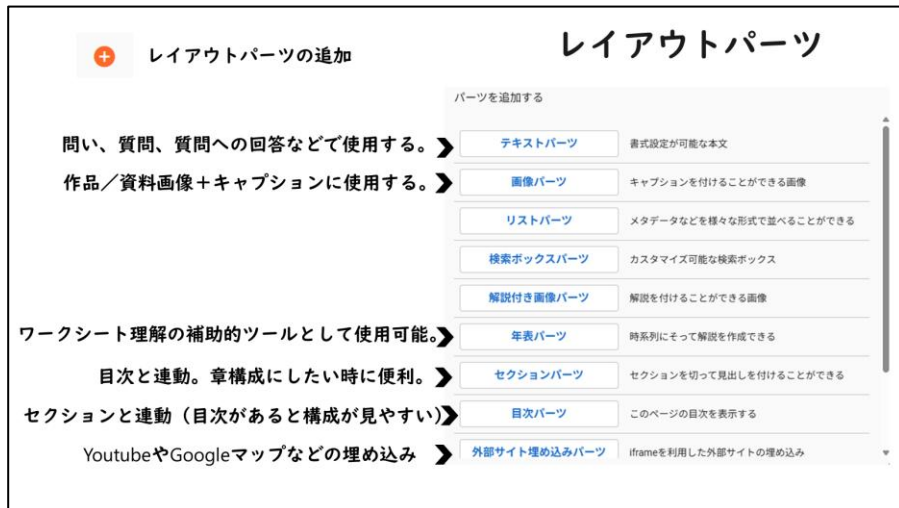 レイアウトパーツの追加
レイアウトパーツ
パーツを追加する
問い、質問、質問への回答などで使用する。 テキストパーツ 書式設定が可能な本文
作品／資料画像＋キャプションに使用する。 画像パーツ キャプションを付けることができる画像
リストパーツ メタデータなどを様々な形式で並べることができる
検索ボックスパーツ カスタマイズ可能な検索ボックス
解説付き画像パーツ 解説を付けることができる画像
ワークシート理解の補助的ツールとして使用可能。 年表パーツ 時系列にそって解説を作成できる
目次と連動。章構成にしたい時に便利。 セクションパーツ セクションを切って見出しを付けることができる
セクションと連動（目次があると構成が見やすい） 目次パーツ このページの目次を表示する
YoutubeやGoogleマップなどの埋め込み 外部サイト埋め込みパーツ iframeを利用した外部サイトの埋め込み